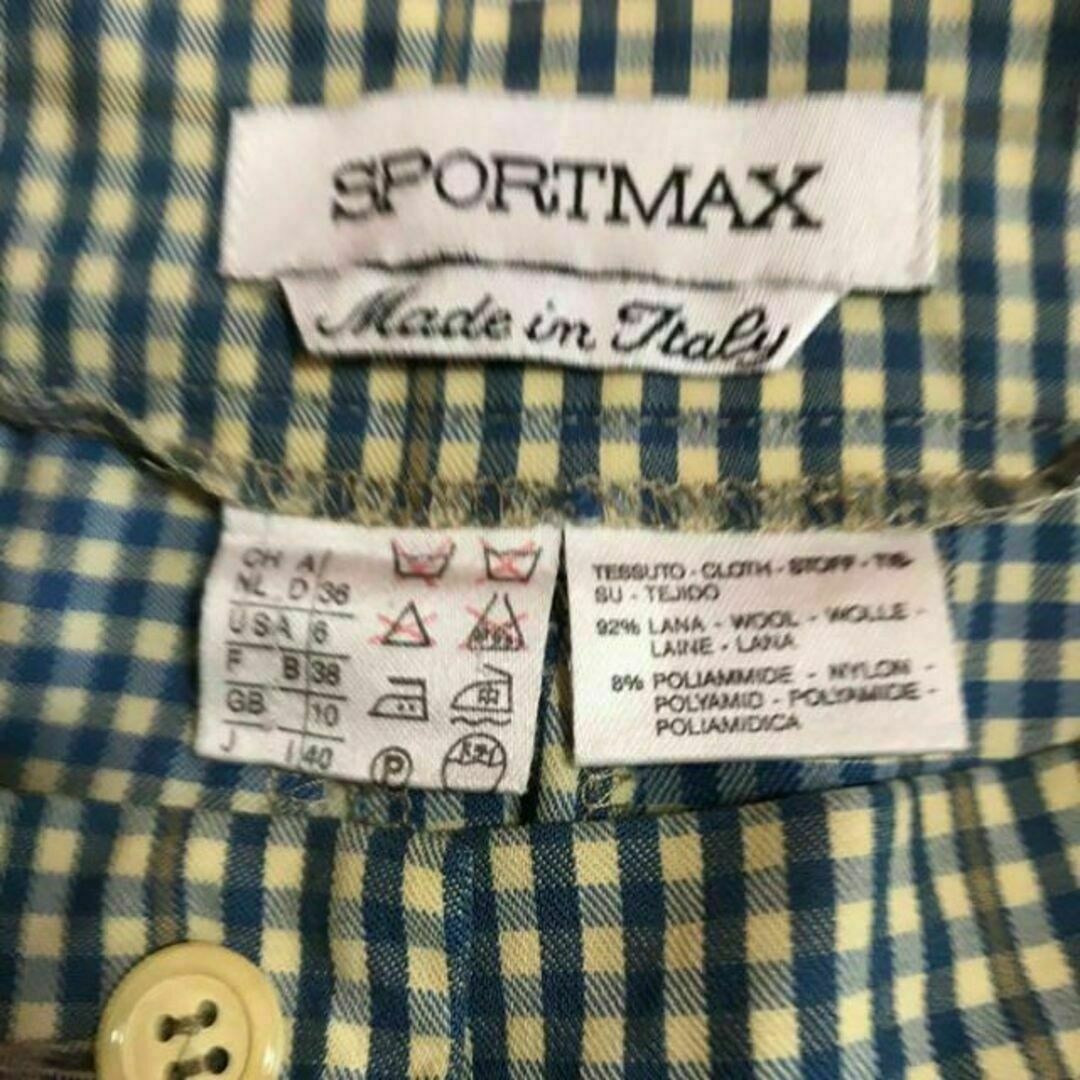 SPORTMAX
Made in Italy
CH A/
NL D 36
USA 6
F B 38
GB 10
J I 40
P
TESSUTO - CLOTH - STOFF - TIS-
SU - TEJIDO
92% LANA - WOOL - WOLLE -
LAINE - LANA
8% POLIAMMIDE - NYLON -
POLYAMID - POLYAMIDE -
POLIAMIDICA